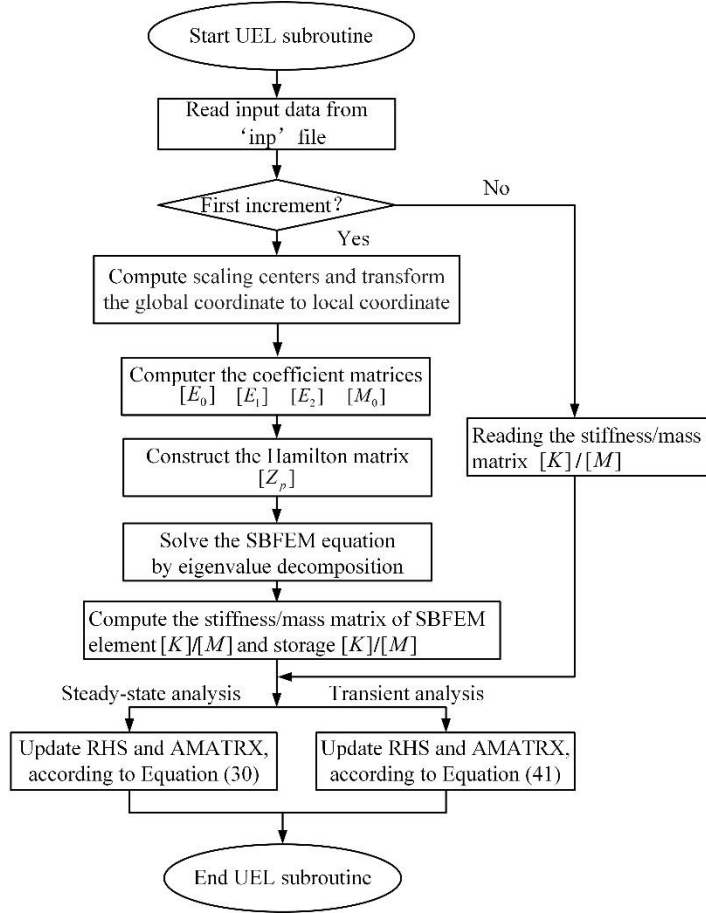 Start UEL subroutine
Read input data from
‘inp’ file
First increment?
No
Yes
Compute scaling centers and transform
the global coordinate to local coordinate
Computer the coefficient matrices
[E₀] [E₁] [E₂] [M₀]
Construct the Hamilton matrix
[Zₚ]
Reading the stiffness/mass
matrix [K]/[M]
Solve the SBFEM equation
by eigenvalue decomposition
Compute the stiffness/mass matrix of SBFEM
element [K]/[M] and storage [K]/[M]
Steady-state analysis
Transient analysis
Update RHS and AMATRX,
according to Equation (30)
Update RHS and AMATRX,
according to Equation (41)
End UEL subroutine